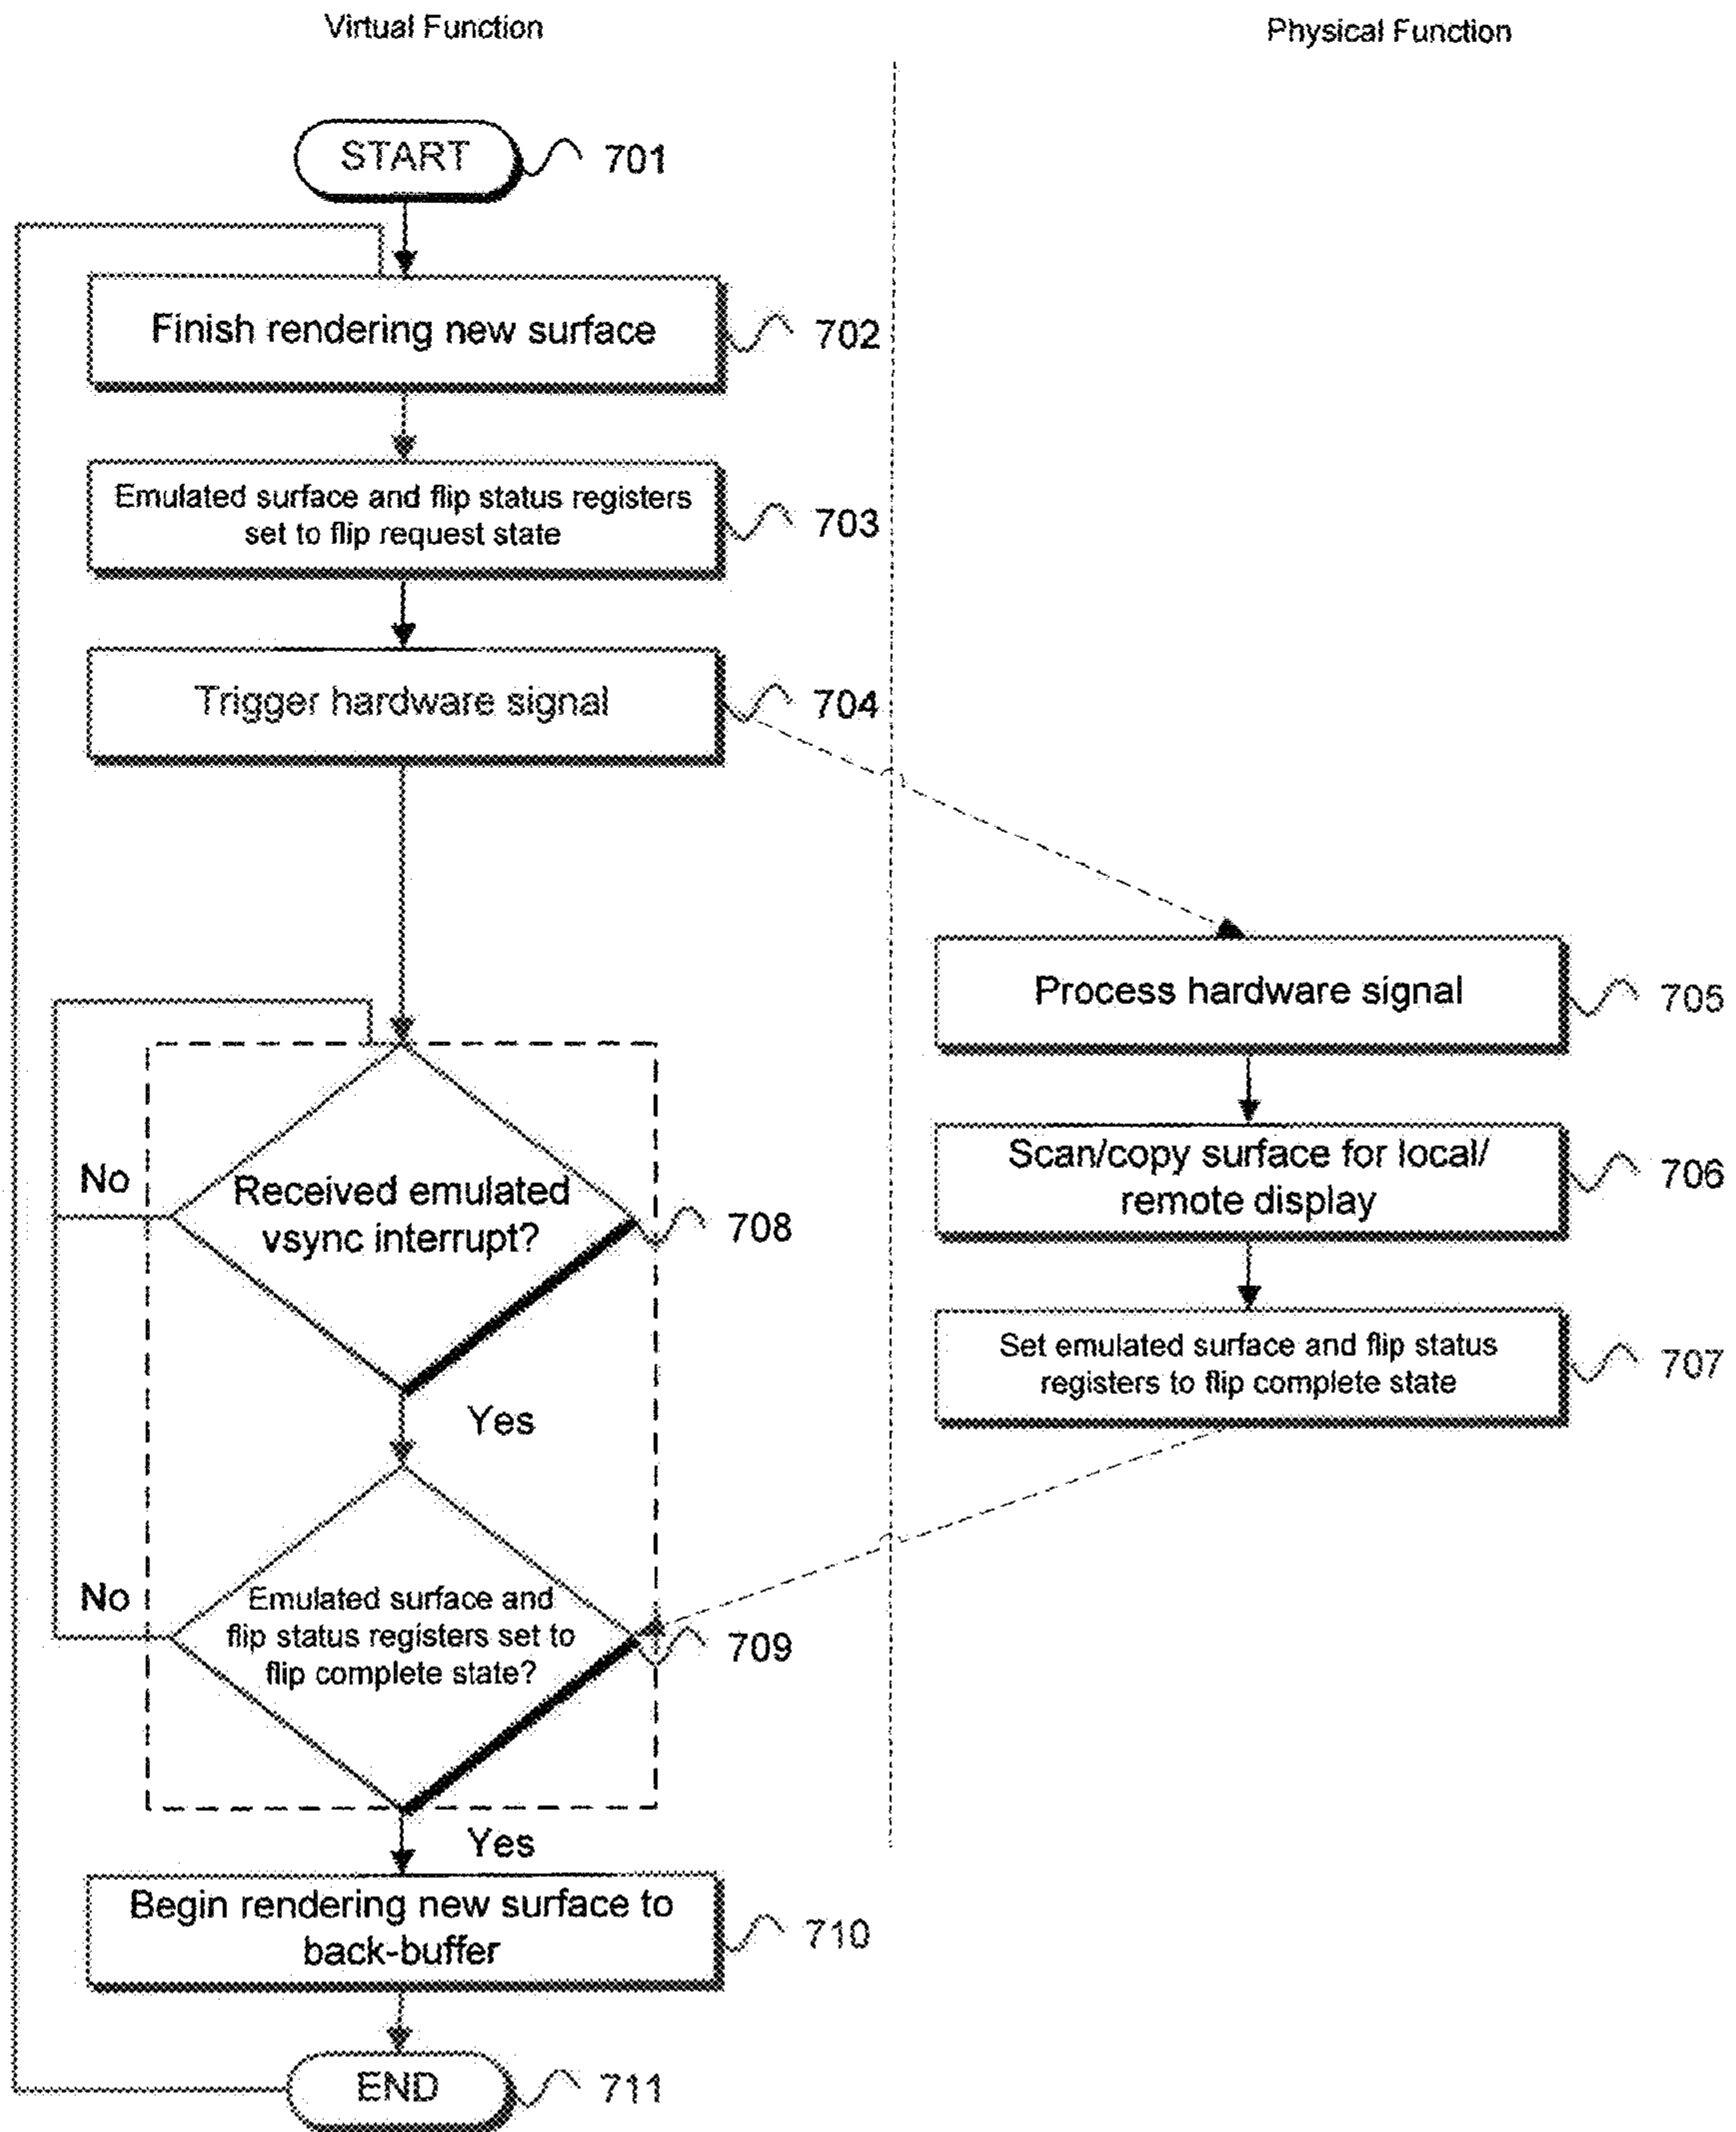 Virtual Function
Physical Function
START
701
Finish rendering new surface
702
Emulated surface and flip status registers
set to flip request state
703
Trigger hardware signal
704
Process hardware signal
705
Scan/copy surface for local/
remote display
706
Set emulated surface and flip status
registers to flip complete state
707
No
Received emulated
vsync interrupt?
708
Yes
No
Emulated surface and
flip status registers set to
flip complete state?
709
Yes
Begin rendering new surface to
back-buffer
710
END
711